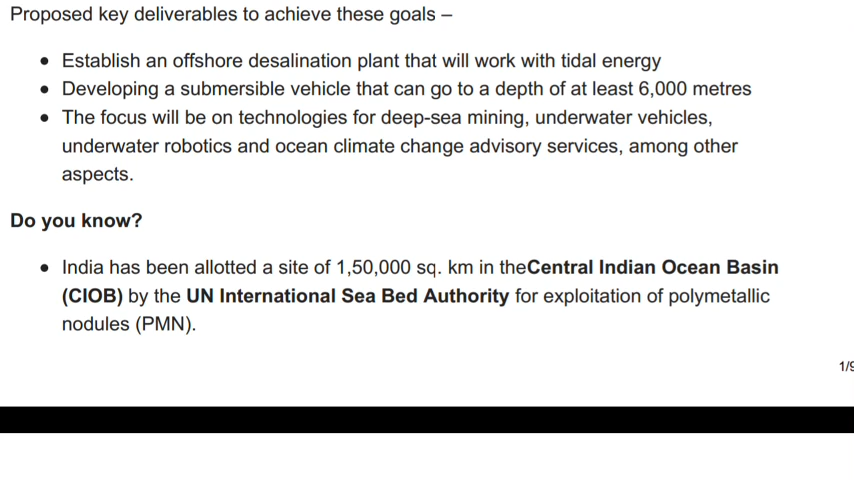 Proposed key deliverables to achieve these goals –
● Establish an offshore desalination plant that will work with tidal energy
● Developing a submersible vehicle that can go to a depth of at least 6,000 metres
● The focus will be on technologies for deep-sea mining, underwater vehicles,
underwater robotics and ocean climate change advisory services, among other
aspects.
Do you know?
● India has been allotted a site of 1,50,000 sq. km in theCentral Indian Ocean Basin
(CIOB) by the UN International Sea Bed Authority for exploitation of polymetallic
nodules (PMN).
1/9